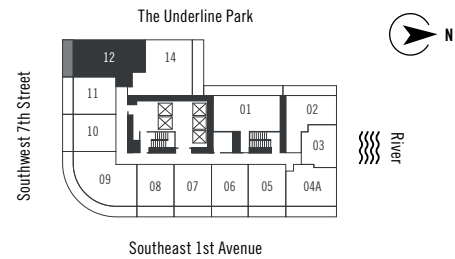 The Underline Park
N
12
14
11
01
02
10
03
Southwest 7th Street
River
09
08
07
06
05
04A
Southeast 1st Avenue